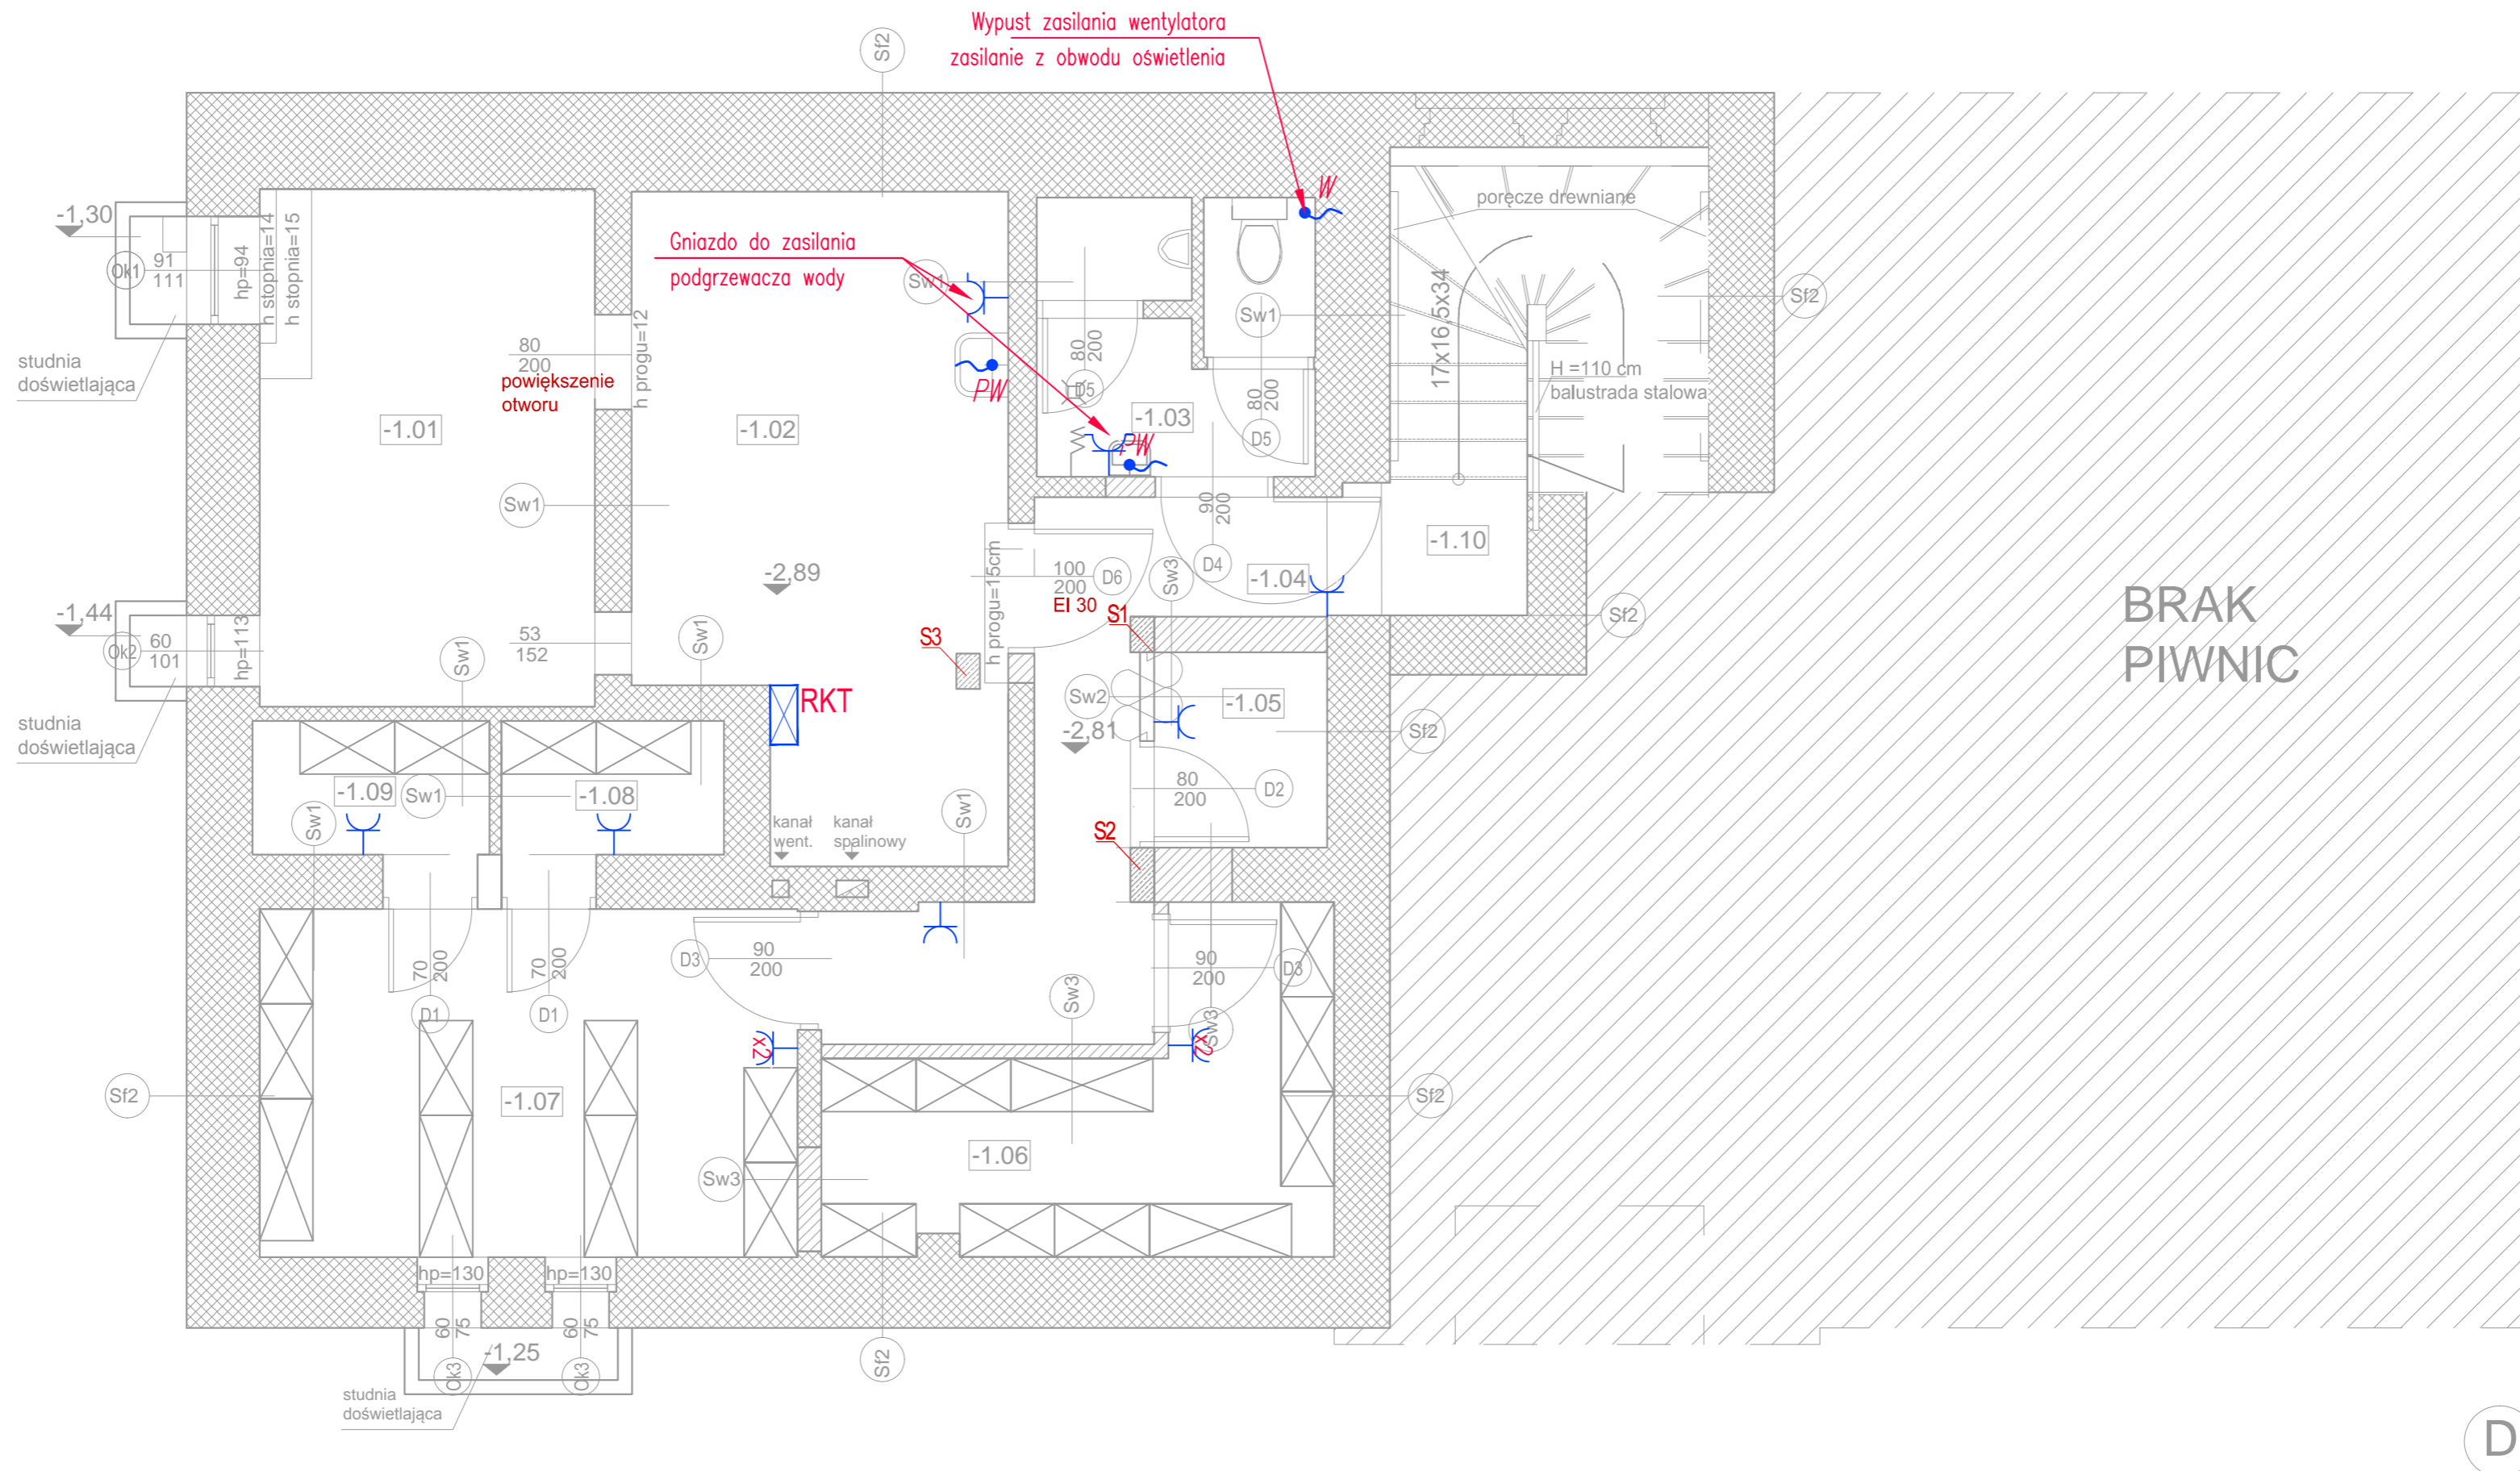 Wypust zasilania wentylatora
zasilanie z obwodu oświetlenia
Sf2
W
poręcze drewniane
-1,30
Ok1
91
111
hp=94
h stopnia=14
h stopnia=15
studnia
doświetlająca
Gniazdo do zasilania
podgrzewacza wody
Sw1
Sw1
17x16,5x34
Sf2
80
200
powiększenie
otworu
h progu=12
80
200
D5
H =110 cm
balustrada stalowa
PW
80
200
D5
-1.01
-1.02
-1.03
PW
Sw1
90
200
-1.10
-2,89
h progu=15cm
100
200
EI 30
D6
Sw3
D4
-1.04
BRAK
PIWNIC
-1,44
Ok2
60
101
hp=113
53
152
Sw1
Sw1
S3
S1
Sf2
studnia
doświetlająca
RKT
Sw2
-2,81
-1.05
Sf2
-1.09
Sw1
-1.08
80
200
D2
Sw1
kanał
went.
kanał
spalinowy
Sw1
S2
70
200
D1
70
200
D1
D3
90
200
90
200
D3
Sw3
Sw3
x2
x2
Sf2
-1.07
Sf2
-1.06
Sw3
hp=130
hp=130
60
75
60
75
-1,25
Ok3
Ok3
Sf2
studnia
doświetlająca
D